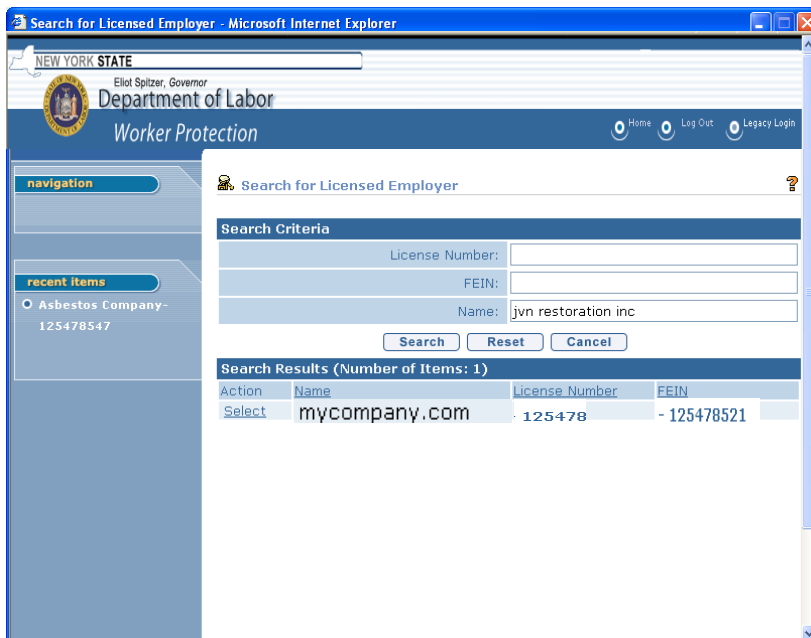 Search for Licensed Employer - Microsoft Internet Explorer
NEW YORK STATE
Eliot Spitzer, Governor
Department of Labor
Worker Protection
Home Log Out Legacy Login
navigation
Search for Licensed Employer ?
Search Criteria
License Number:
FEIN:
recent items
Asbestos Company-
125478547
Name: jvn restoration inc
Search Reset Cancel
Search Results (Number of Items: 1)
Action Name License Number FEIN
Select mycompany.com - 125478 - 125478521